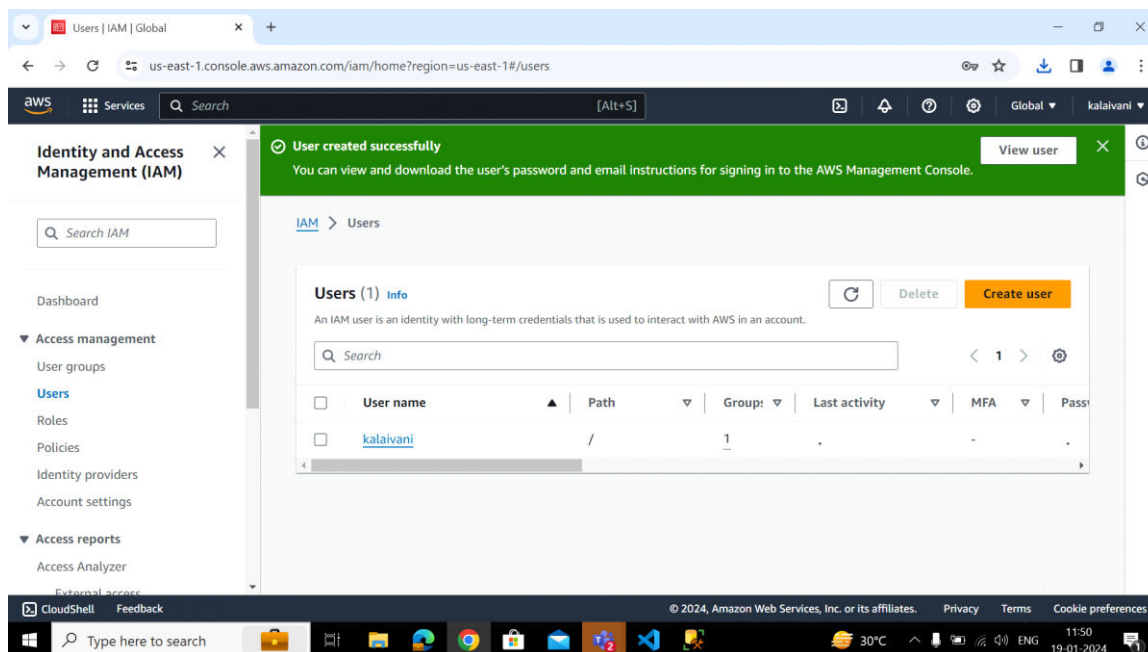 Users | IAM | Global
us-east-1.console.aws.amazon.com/iam/home?region=us-east-1#/users
aws Services Search [Alt+S] Global kalaivani
Identity and Access Management (IAM)
Search IAM
Dashboard
Access management
User groups
Users
Roles
Policies
Identity providers
Account settings
Access reports
Access Analyzer
External access
User created successfully
You can view and download the user's password and email instructions for signing in to the AWS Management Console.
View user
IAM > Users
Users (1) Info
Delete
Create user
An IAM user is an identity with long-term credentials that is used to interact with AWS in an account.
Search
1
User name Path Groups Last activity MFA
kalaivani / 1 - -
CloudShell Feedback © 2024, Amazon Web Services, Inc. or its affiliates. Privacy Terms Cookie preferences
Type here to search 30°C ENG 11:50
19-01-2024